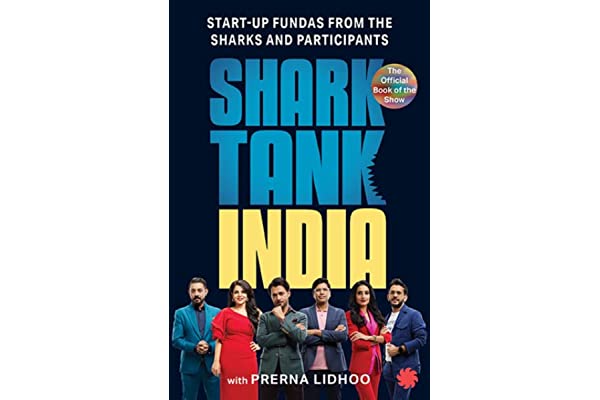 START-UP FUNDAS FROM THE
SHARKS AND PARTICIPANTS
SHARK
The
Official
Book of the
Show
TANK
INDIA
with PRERNA LIDHOO